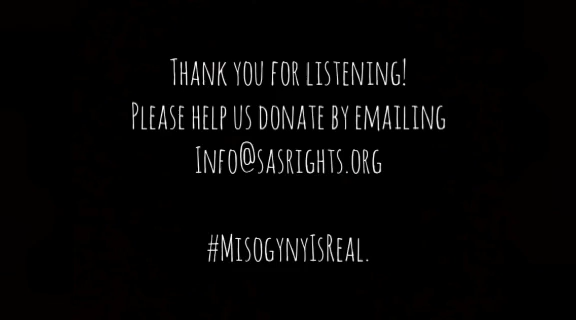 Thank you for listening!
Please help us donate by emailing
Info@sasrights.org
#MisogynyIsReal.